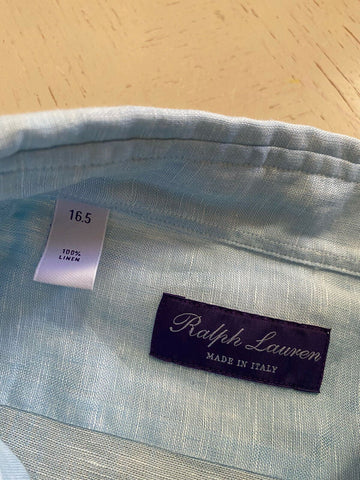 16.5
100%
LINEN
Ralph Lauren
MADE IN ITALY